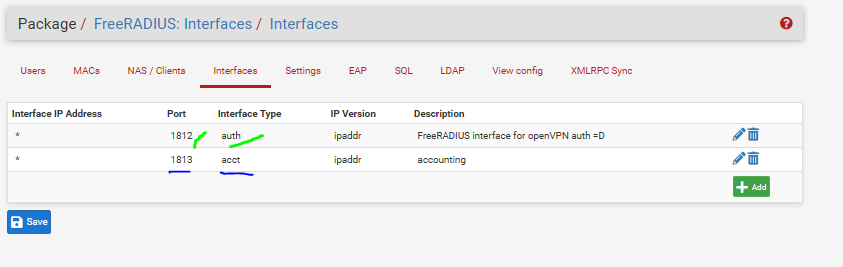 Package / FreeRADIUS: Interfaces / Interfaces
Users MACs NAS / Clients Interfaces Settings EAP SQL LDAP View config XMLRPC Sync
Interface IP Address Port Interface Type IP Version Description
* 1812 auth ipaddr FreeRADIUS interface for openVPN auth =D
* 1813 acct ipaddr accounting
Add
Save